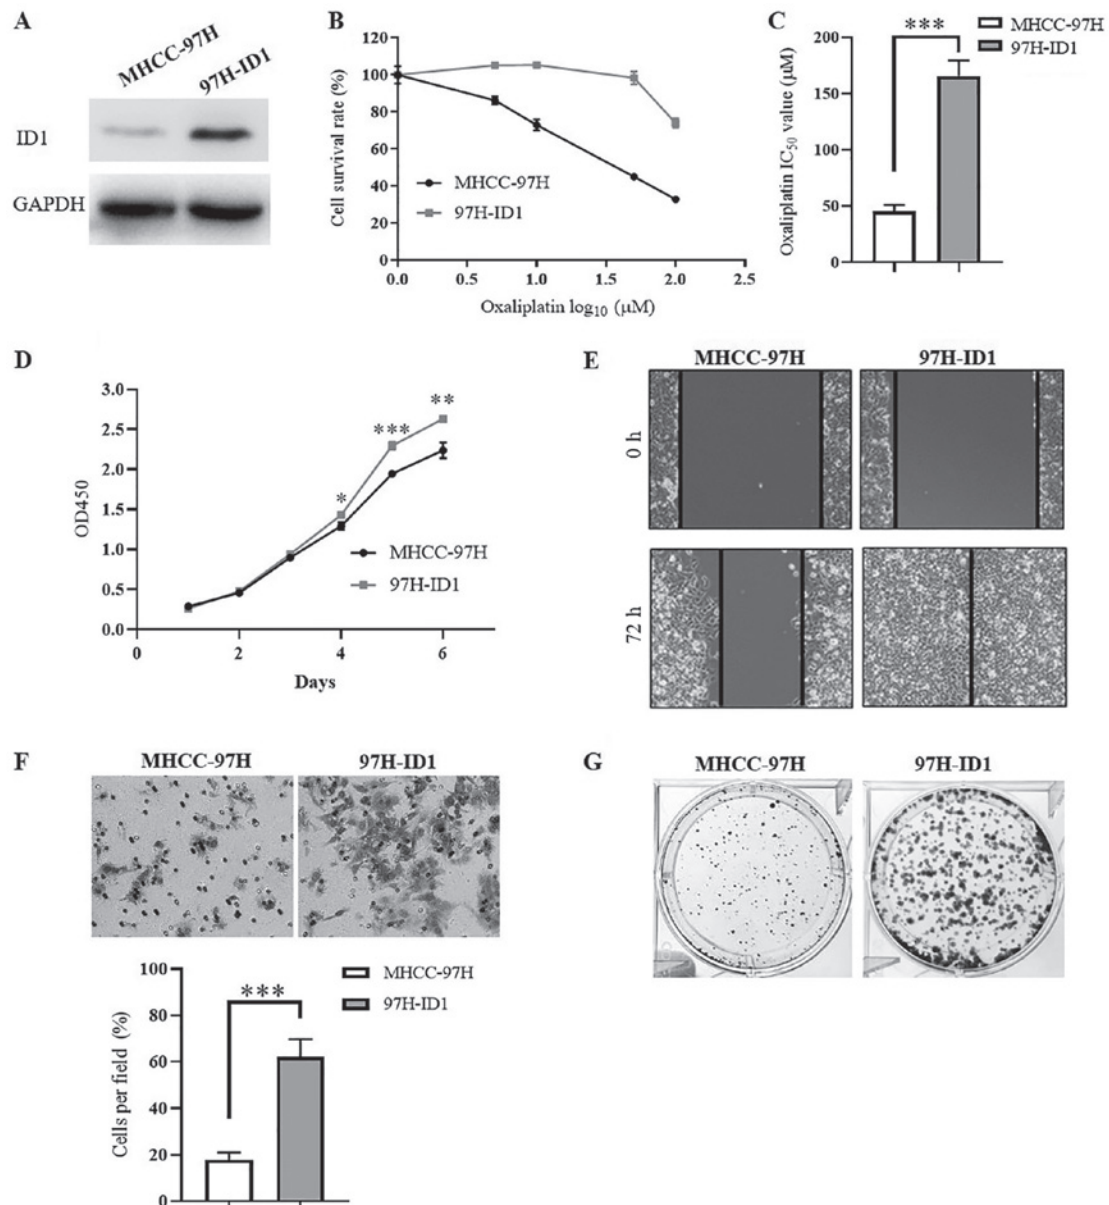 A
MHCC-97H
97H-ID1
ID1
GAPDH
B
Cell survival rate (%)
120
100
80
60
40
20
0
MHCC-97H
97H-ID1
0.0 0.5 1.0 1.5 2.0 2.5
Oxaliplatin log10 (μM)
C
Oxaliplatin IC50 value (μM)
200
150
100
50
0
***
MHCC-97H
97H-ID1
D
OD450
3.0
2.5
2.0
1.5
1.0
0.5
0.0
*
***
**
MHCC-97H
97H-ID1
0 2 4 6
Days
E
MHCC-97H 97H-ID1
0 h
72 h
F
MHCC-97H 97H-ID1
Cells per field (%)
100
80
60
40
20
0
***
MHCC-97H
97H-ID1
G
MHCC-97H 97H-ID1